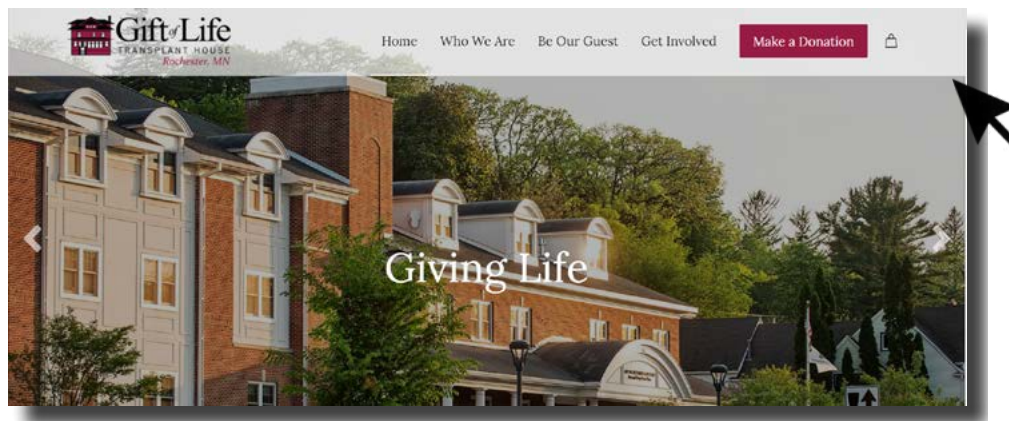 Gift of Life
TRANSPLANT HOUSE
Rochester, MN
Home Who We Are Be Our Guest Get Involved Make a Donation
Giving Life